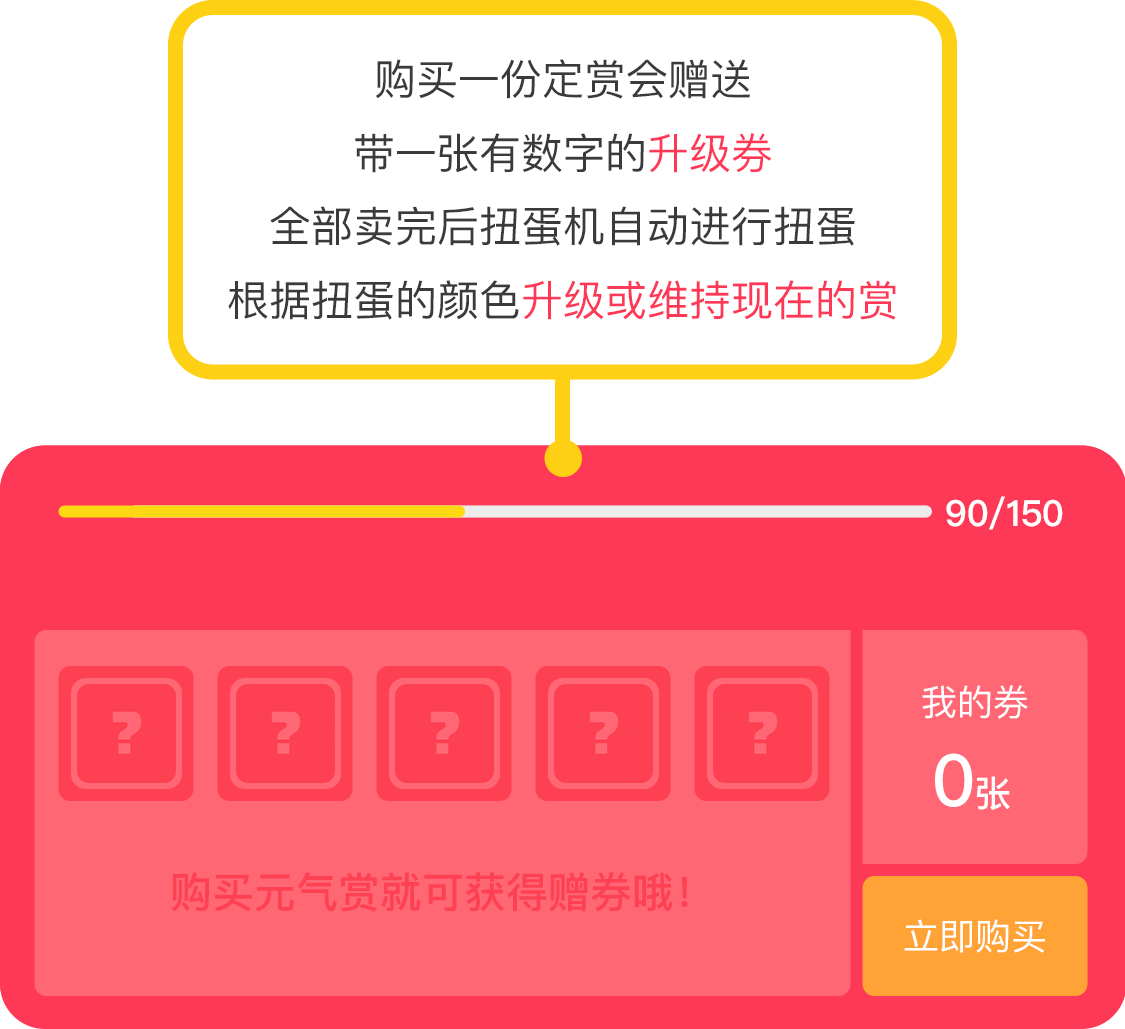 购买一份定赏会赠送
带一张有数字的升级券
全部卖完后扭蛋机自动进行扭蛋
根据扭蛋的颜色升级或维持现在的赏
90/150
? ? ? ? ?
我的券
0张
购买元气赏就可获得赠券哦!
立即购买